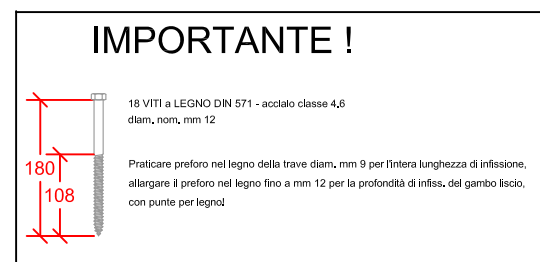 IMPORTANTE !
18 VITI a LEGNO DIN 571 - acciaio classe 4.6
diam. nom. mm 12
Praticare preforo nel legno della trave diam. mm 9 per l'intera lunghezza di infissione,
allargare il preforo nel legno fino a mm 12 per la profondità di infiss. del gambo liscio,
con punte per legno!
180
108